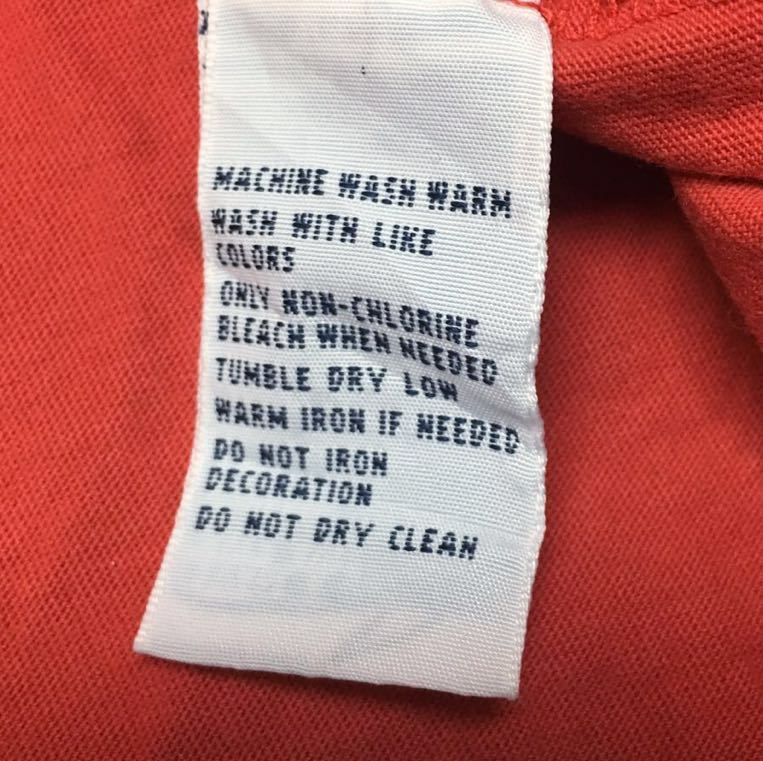 MACHINE WASH WARM
WASH WITH LIKE
COLORS
ONLY NON-CHLORINE
BLEACH WHEN NEEDED
TUMBLE DRY LOW
WARM IRON IF NEEDED
DO NOT IRON
DECORATION
DO NOT DRY CLEAN